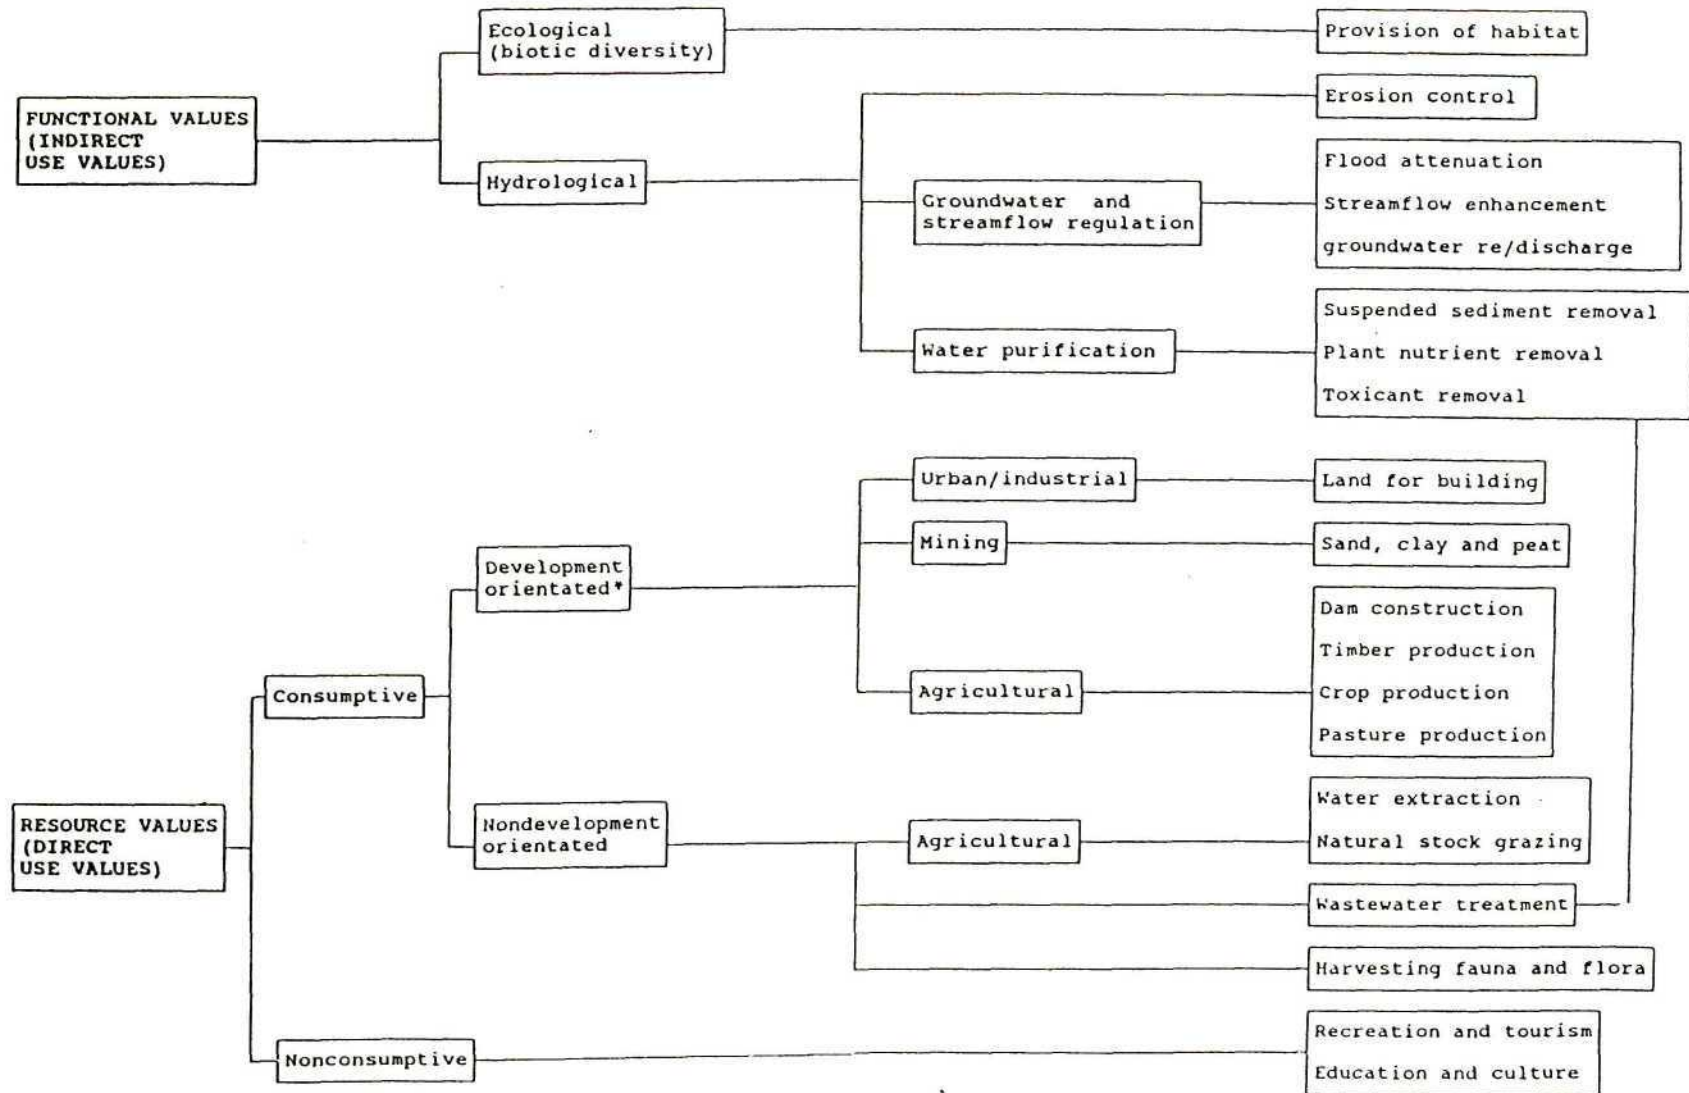 Ecological
(biotic diversity)
Provision of habitat
Erosion control
FUNCTIONAL VALUES
(INDIRECT
USE VALUES)
Hydrological
Groundwater and
streamflow regulation
Flood attenuation
Streamflow enhancement
groundwater re/discharge
Water purification
Suspended sediment removal
Plant nutrient removal
Toxicant removal
Urban/industrial
Land for building
Mining
Sand, clay and peat
Development
orientated*
Dam construction
Timber production
Crop production
Pasture production
Agricultural
Consumptive
RESOURCE VALUES
(DIRECT
USE VALUES)
Nondevelopment
orientated
Agricultural
Water extraction
Natural stock grazing
Wastewater treatment
Harvesting fauna and flora
Nonconsumptive
Recreation and tourism
Education and culture